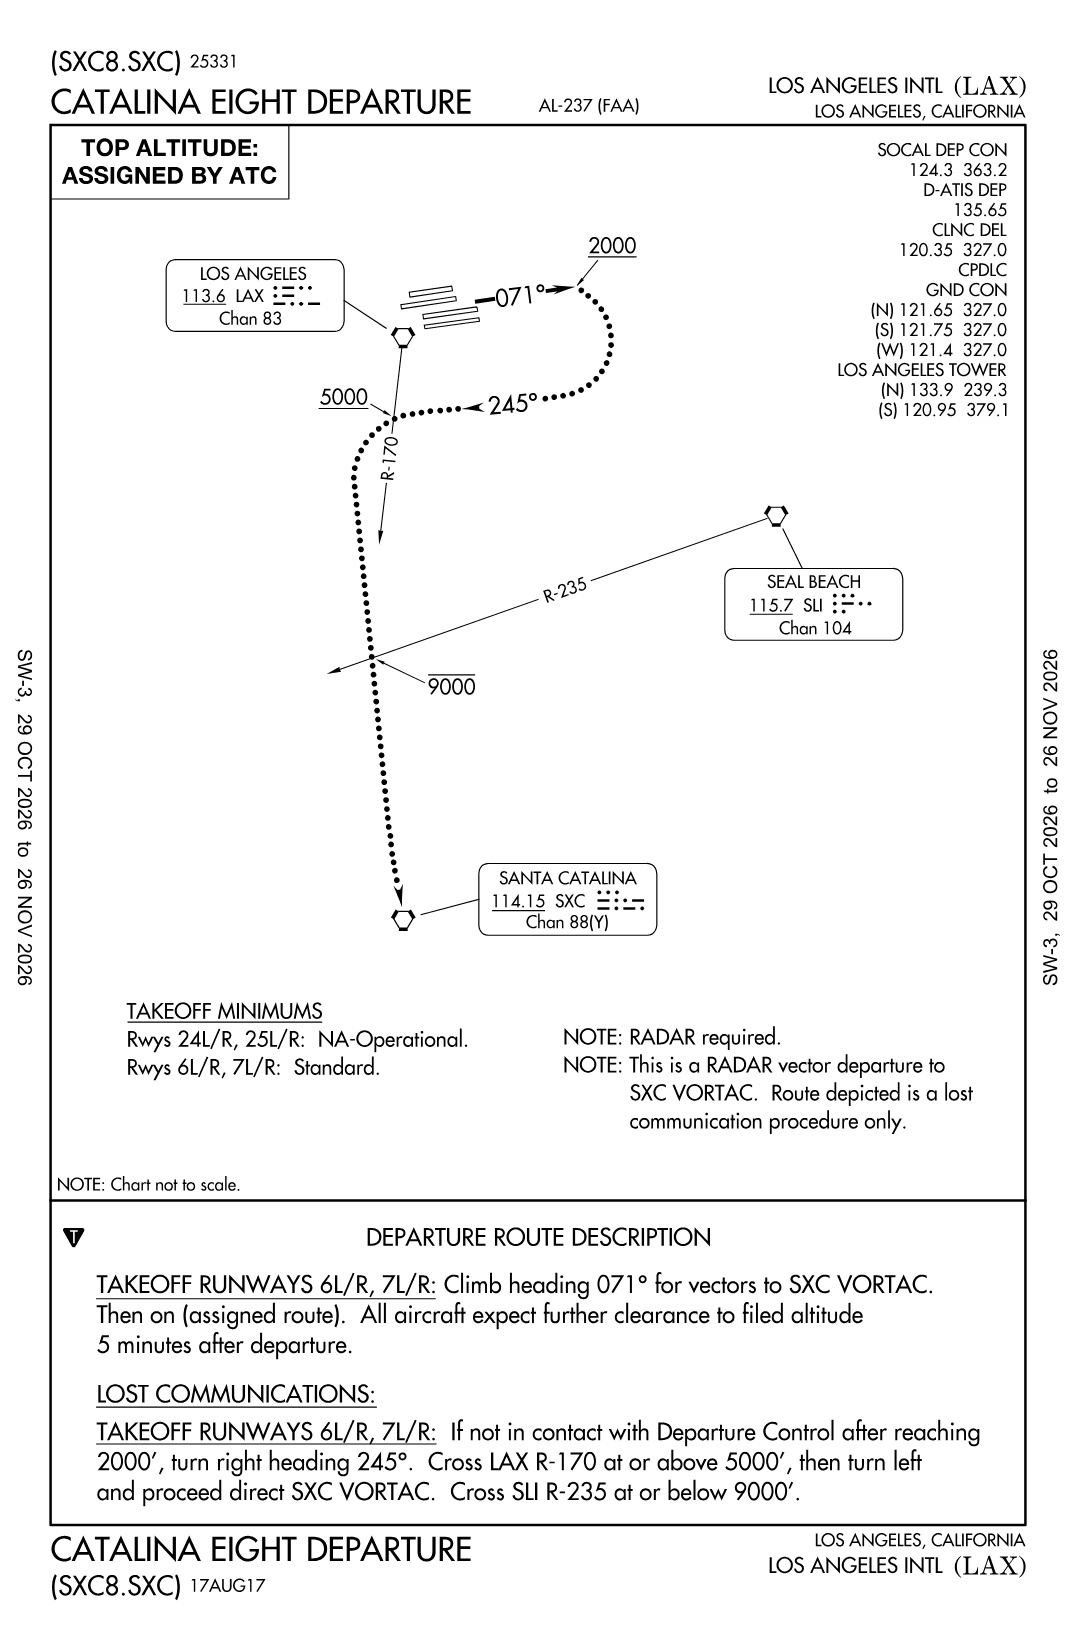 (SXC8.SXC) 25331
CATALINA EIGHT DEPARTURE
AL-237 (FAA)
LOS ANGELES INTL (LAX)
LOS ANGELES, CALIFORNIA
TOP ALTITUDE:
ASSIGNED BY ATC
SOCAL DEP CON
124.3 363.2
D-ATIS DEP
135.65
CLNC DEL
120.35 327.0
CPDLC
GND CON
(N) 121.65 327.0
(S) 121.75 327.0
(W) 121.4 327.0
LOS ANGELES TOWER
(N) 133.9 239.3
(S) 120.95 379.1
2000
LOS ANGELES
113.6 LAX
Chan 83
071°
5000
245°
R-170
R-235
SEAL BEACH
115.7 SLI
Chan 104
9000
SANTA CATALINA
114.15 SXC
Chan 88(Y)
SW-3, 29 OCT 2026 to 26 NOV 2026
SW-3, 29 OCT 2026 to 26 NOV 2026
TAKEOFF MINIMUMS
Rwys 24L/R, 25L/R: NA-Operational.
Rwys 6L/R, 7L/R: Standard.
NOTE: RADAR required.
NOTE: This is a RADAR vector departure to
SXC VORTAC. Route depicted is a lost
communication procedure only.
NOTE: Chart not to scale.
T
DEPARTURE ROUTE DESCRIPTION
TAKEOFF RUNWAYS 6L/R, 7L/R: Climb heading 071° for vectors to SXC VORTAC.
Then on (assigned route). All aircraft expect further clearance to filed altitude
5 minutes after departure.
LOST COMMUNICATIONS:
TAKEOFF RUNWAYS 6L/R, 7L/R: If not in contact with Departure Control after reaching
2000’, turn right heading 245°. Cross LAX R-170 at or above 5000’, then turn left
and proceed direct SXC VORTAC. Cross SLI R-235 at or below 9000’.
CATALINA EIGHT DEPARTURE
(SXC8.SXC) 17AUG17
LOS ANGELES, CALIFORNIA
LOS ANGELES INTL (LAX)